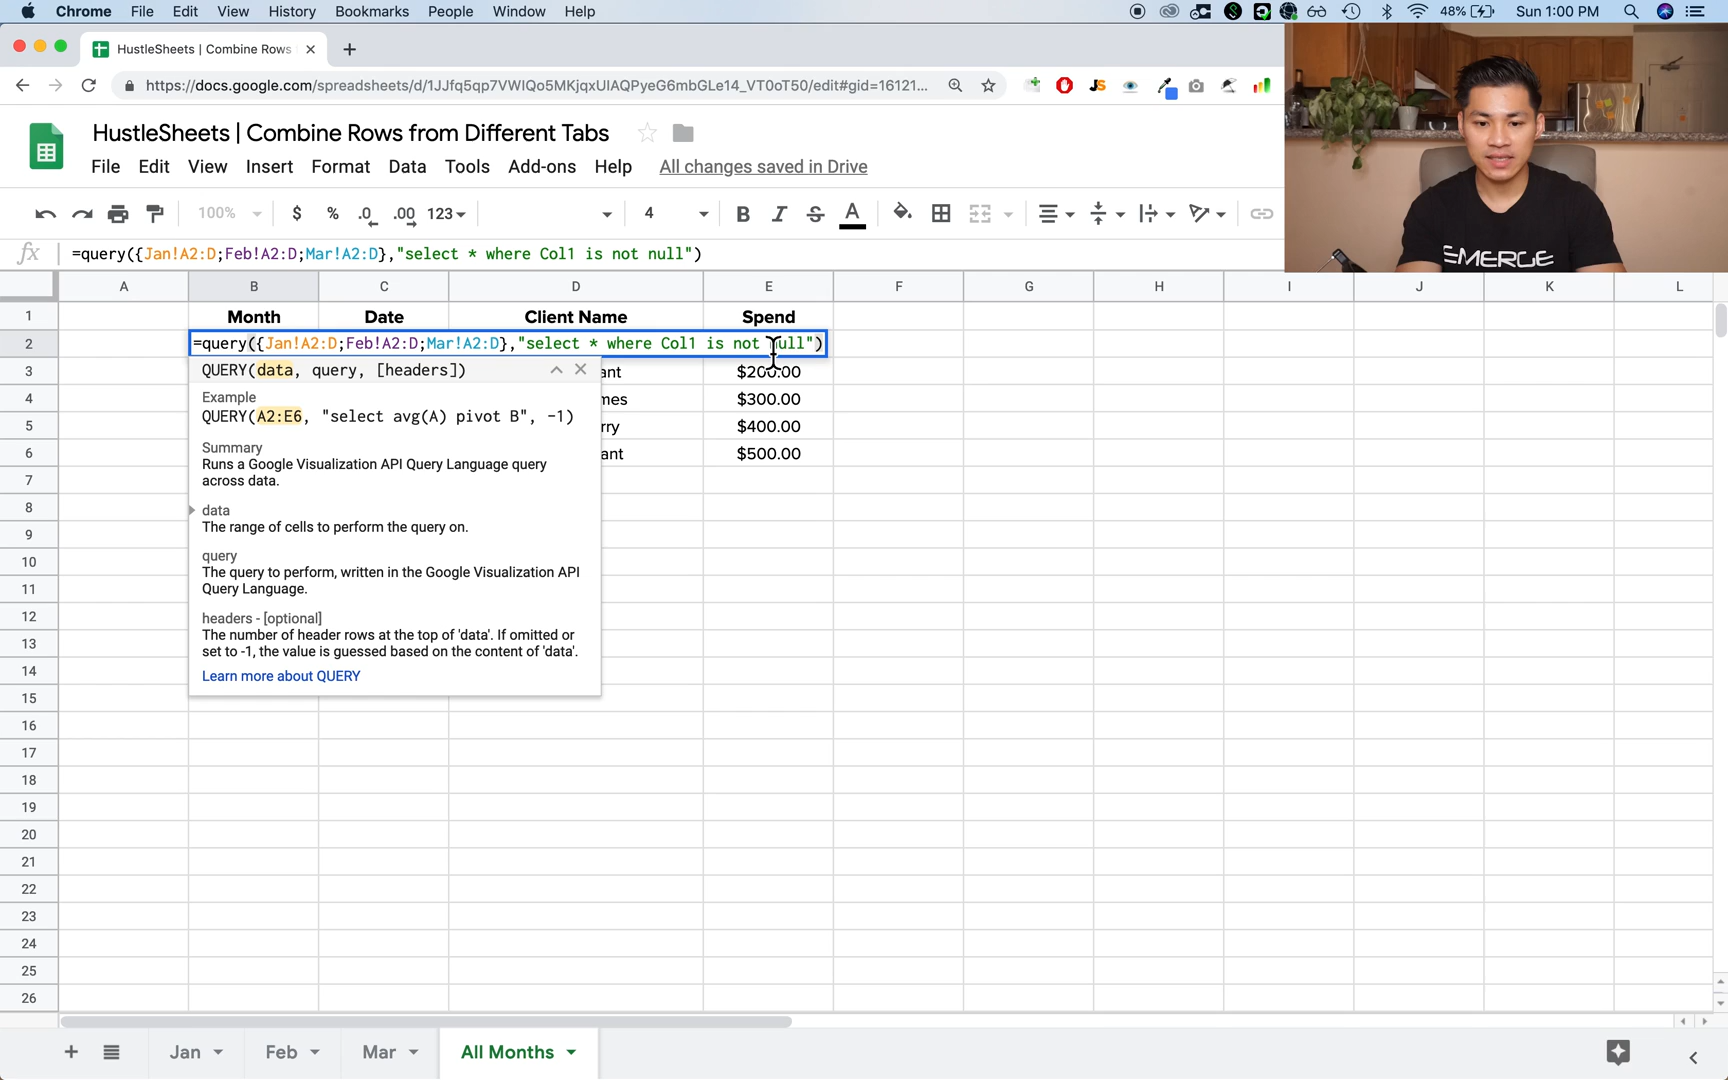 Chrome File Edit View History Bookmarks People Window Help 48% Sun 1:00 PM
HustleSheets | Combine Rows
https://docs.google.com/spreadsheets/d/1JJfq5qp7VWIQo5MKjqxUIAQPyeG6mbGLe14_VT0oT50/edit#gid=16121...
JS
HustleSheets | Combine Rows from Different Tabs
File Edit View Insert Format Data Tools Add-ons Help All changes saved in Drive
100% $ % .0 .00 123 4 B I S A
fx =query({Jan!A2:D;Feb!A2:D;Mar!A2:D},"select * where Col1 is not null")
EMERGE
A B C D E F G H I J K L
1 Month Date Client Name Spend
2 =query({Jan!A2:D;Feb!A2:D;Mar!A2:D},"select * where Col1 is not null")
3 ant $200.00
QUERY(data, query, [headers])
4 mes $300.00
Example
QUERY(A2:E6, "select avg(A) pivot B", -1)
5 rry $400.00
6 ant $500.00
Summary
Runs a Google Visualization API Query Language query
across data.
7
8
data
The range of cells to perform the query on.
9
query
10
The query to perform, written in the Google Visualization API
Query Language.
11
12
headers - [optional]
The number of header rows at the top of 'data'. If omitted or
13
set to -1, the value is guessed based on the content of 'data'.
14
Learn more about QUERY
15
16
17
18
19
20
21
22
23
24
25
26
+ Jan Feb Mar All Months